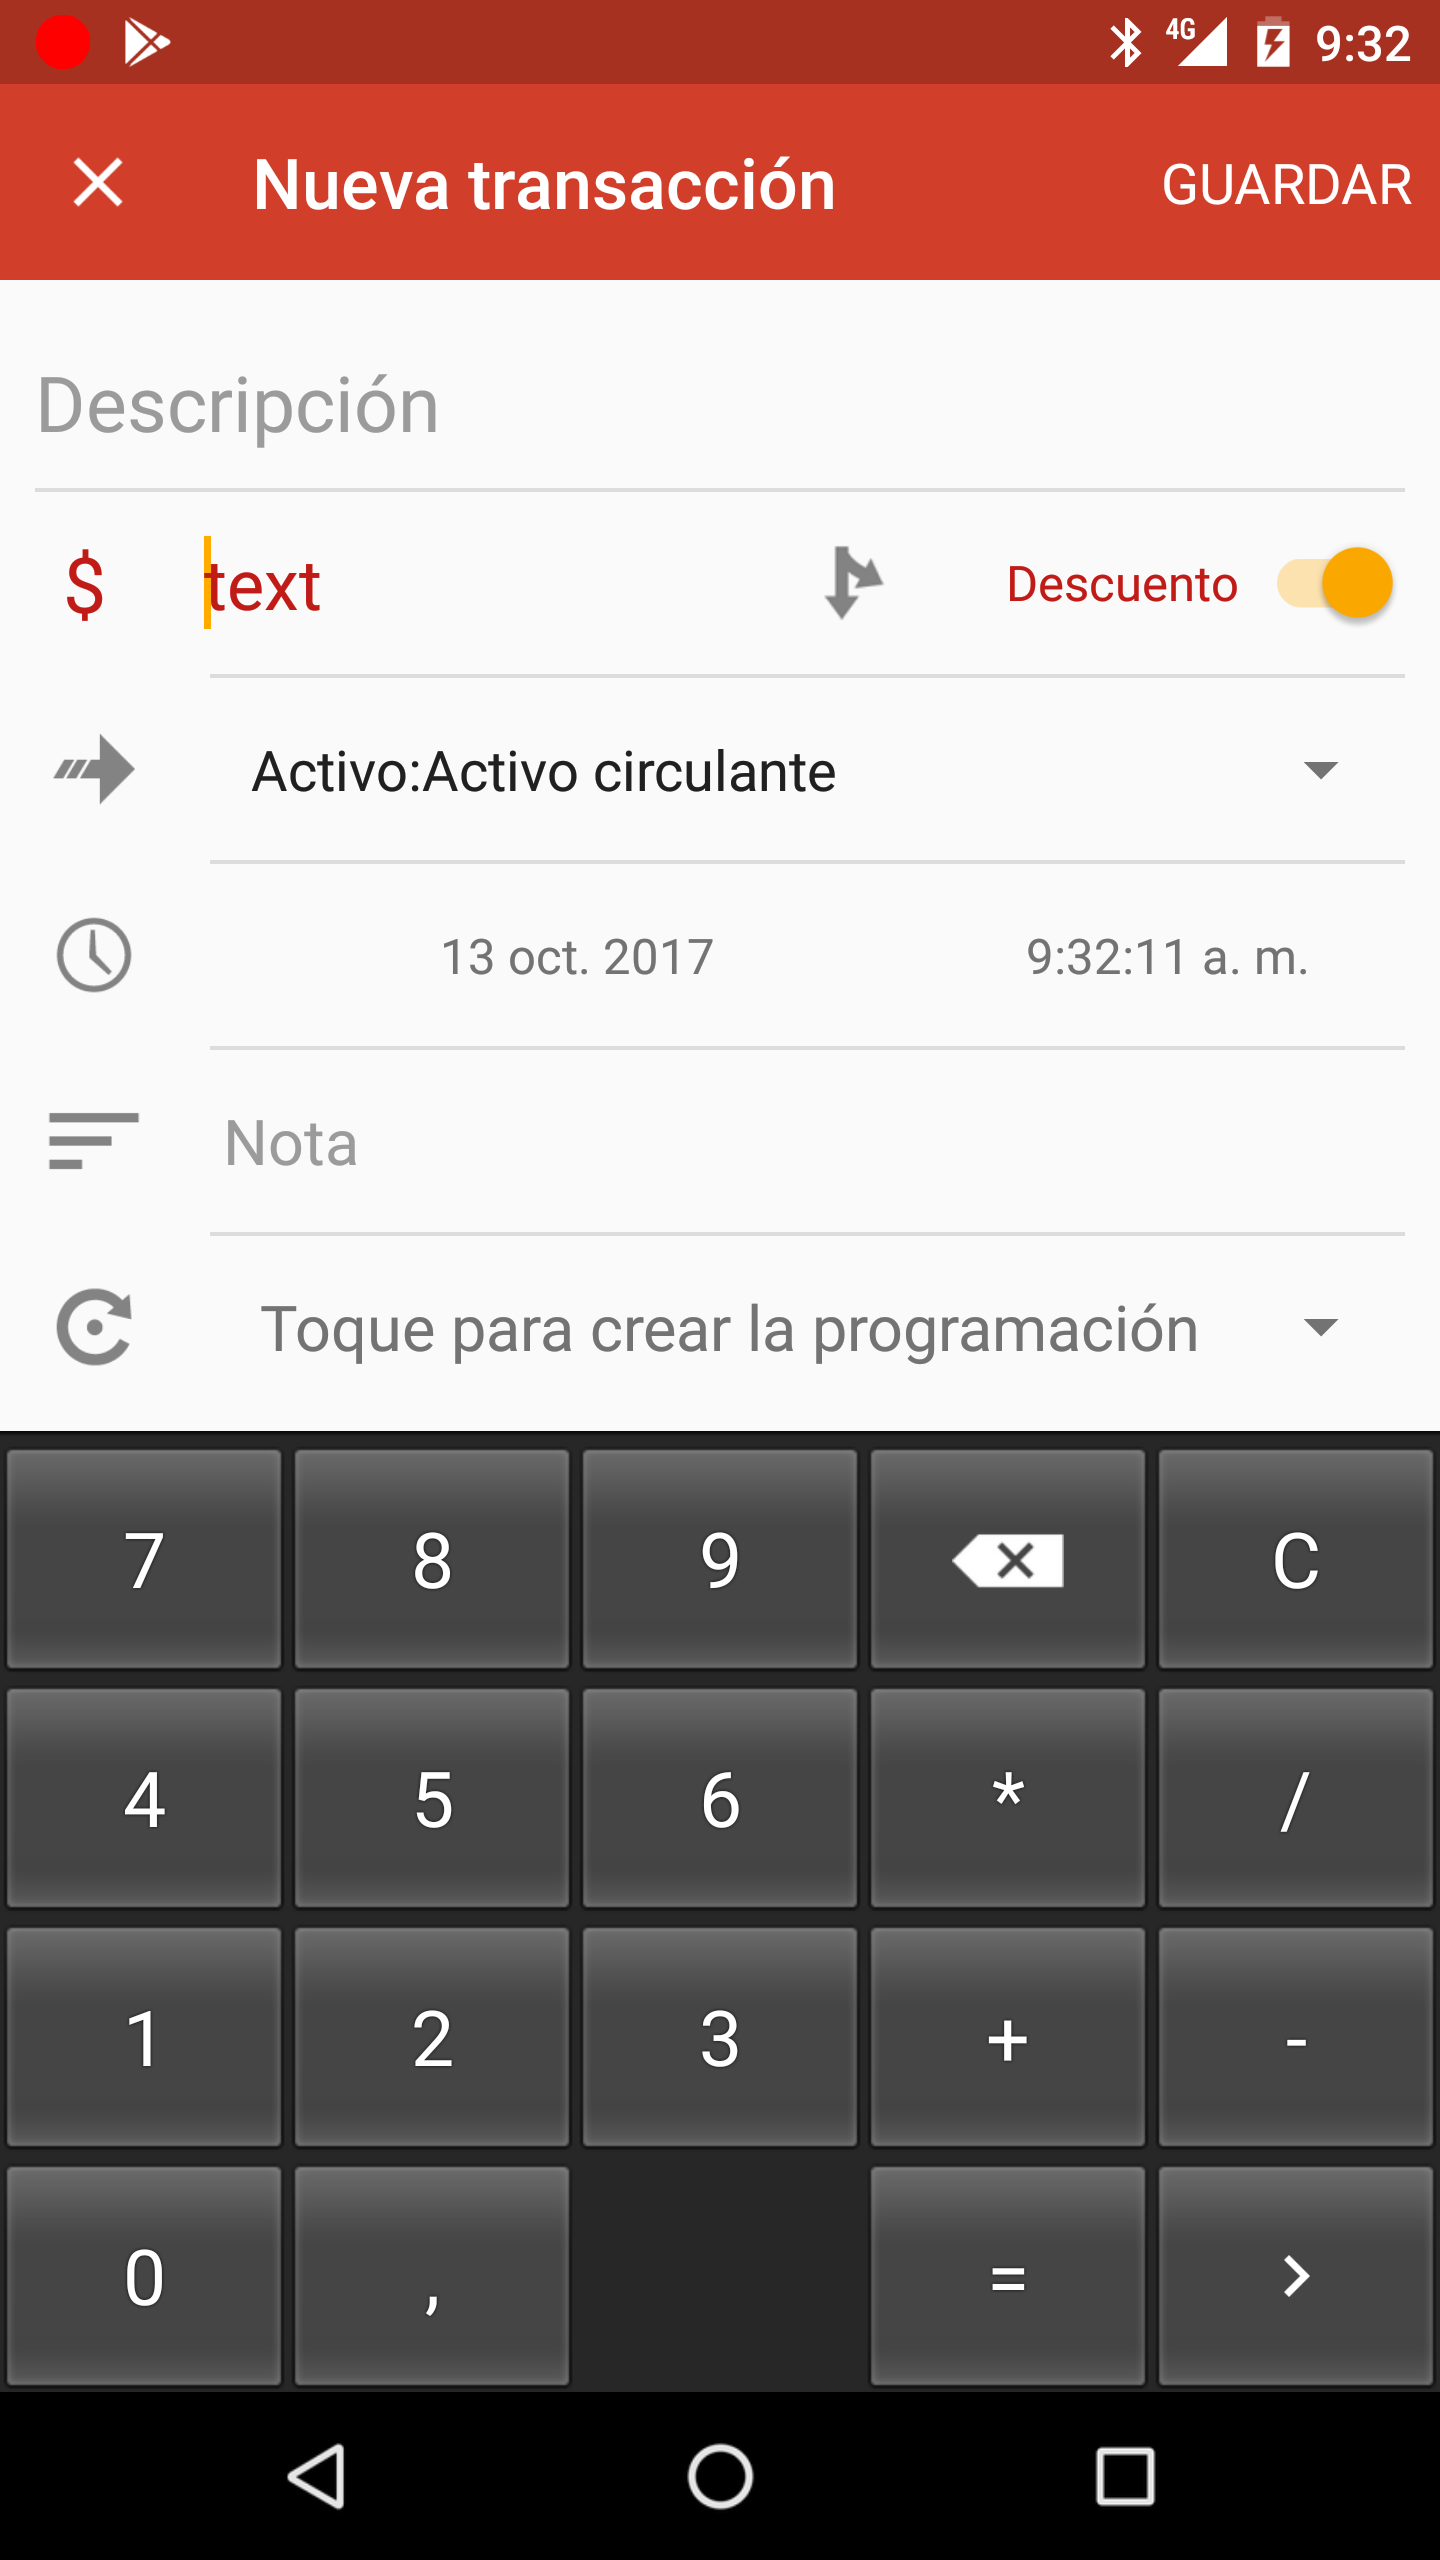 4G 9:32
Nueva transacción GUARDAR
Descripción
$ text Descuento
Activo:Activo circulante
13 oct. 2017 9:32:11 a. m.
Nota
Toque para crear la programación
7 8 9 C
4 5 6 * /
1 2 3 + -
0 , =